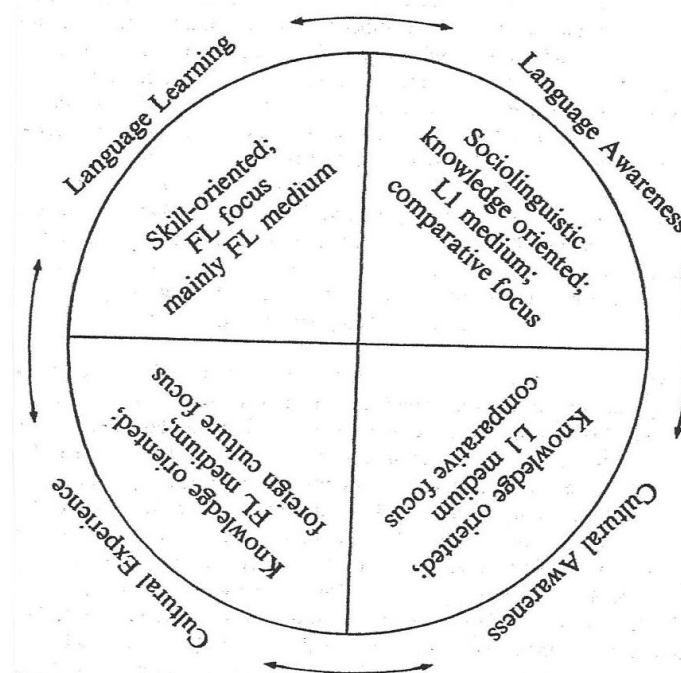 Language Learning
Skill-oriented;
FL focus
mainly FL medium
Language Awareness
Sociolinguistic
knowledge oriented;
L1 medium;
comparative focus
Cultural Experience
Knowledge oriented;
FL medium;
foreign culture focus
Cultural Awareness
Knowledge oriented;
L1 medium
comparative focus